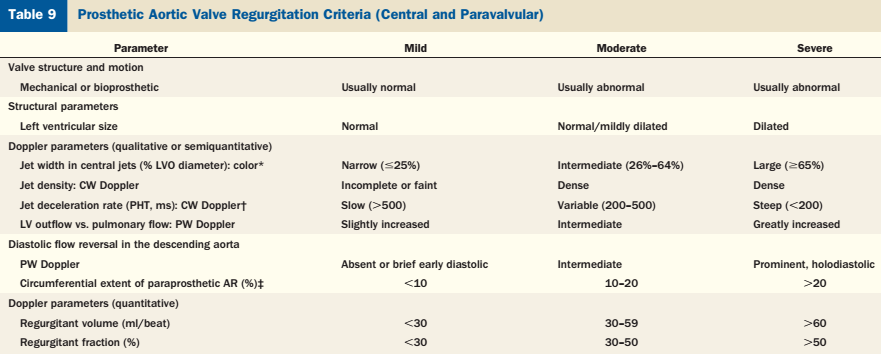 Table 9 Prosthetic Aortic Valve Regurgitation Criteria (Central and Paravalvular)
Parameter Mild Moderate Severe
Valve structure and motion
Mechanical or bioprosthetic Usually normal Usually abnormal Usually abnormal
Structural parameters
Left ventricular size Normal Normal/mildly dilated Dilated
Doppler parameters (qualitative or semiquantitative)
Jet width in central jets (% LVO diameter): color* Narrow (≤25%) Intermediate (26%–64%) Large (≥65%)
Jet density: CW Doppler Incomplete or faint Dense Dense
Jet deceleration rate (PHT, ms): CW Doppler† Slow (>500) Variable (200–500) Steep (<200)
LV outflow vs. pulmonary flow: PW Doppler Slightly increased Intermediate Greatly increased
Diastolic flow reversal in the descending aorta
PW Doppler Absent or brief early diastolic Intermediate Prominent, holodiastolic
Circumferential extent of paraprosthetic AR (%)‡ <10 10–20 >20
Doppler parameters (quantitative)
Regurgitant volume (ml/beat) <30 30–59 >60
Regurgitant fraction (%) <30 30–50 >50